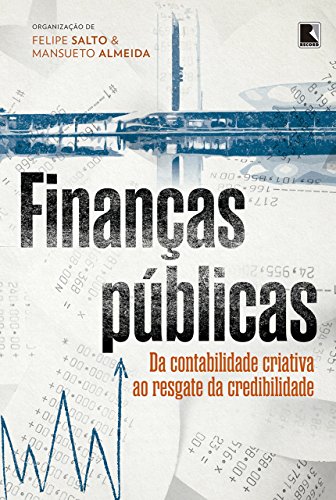 ORGANIZAÇÃO DE
FELIPE SALTO &
MANSUETO ALMEIDA
Finanças
públicas
Da contabilidade criativa
ao resgate da credibilidade